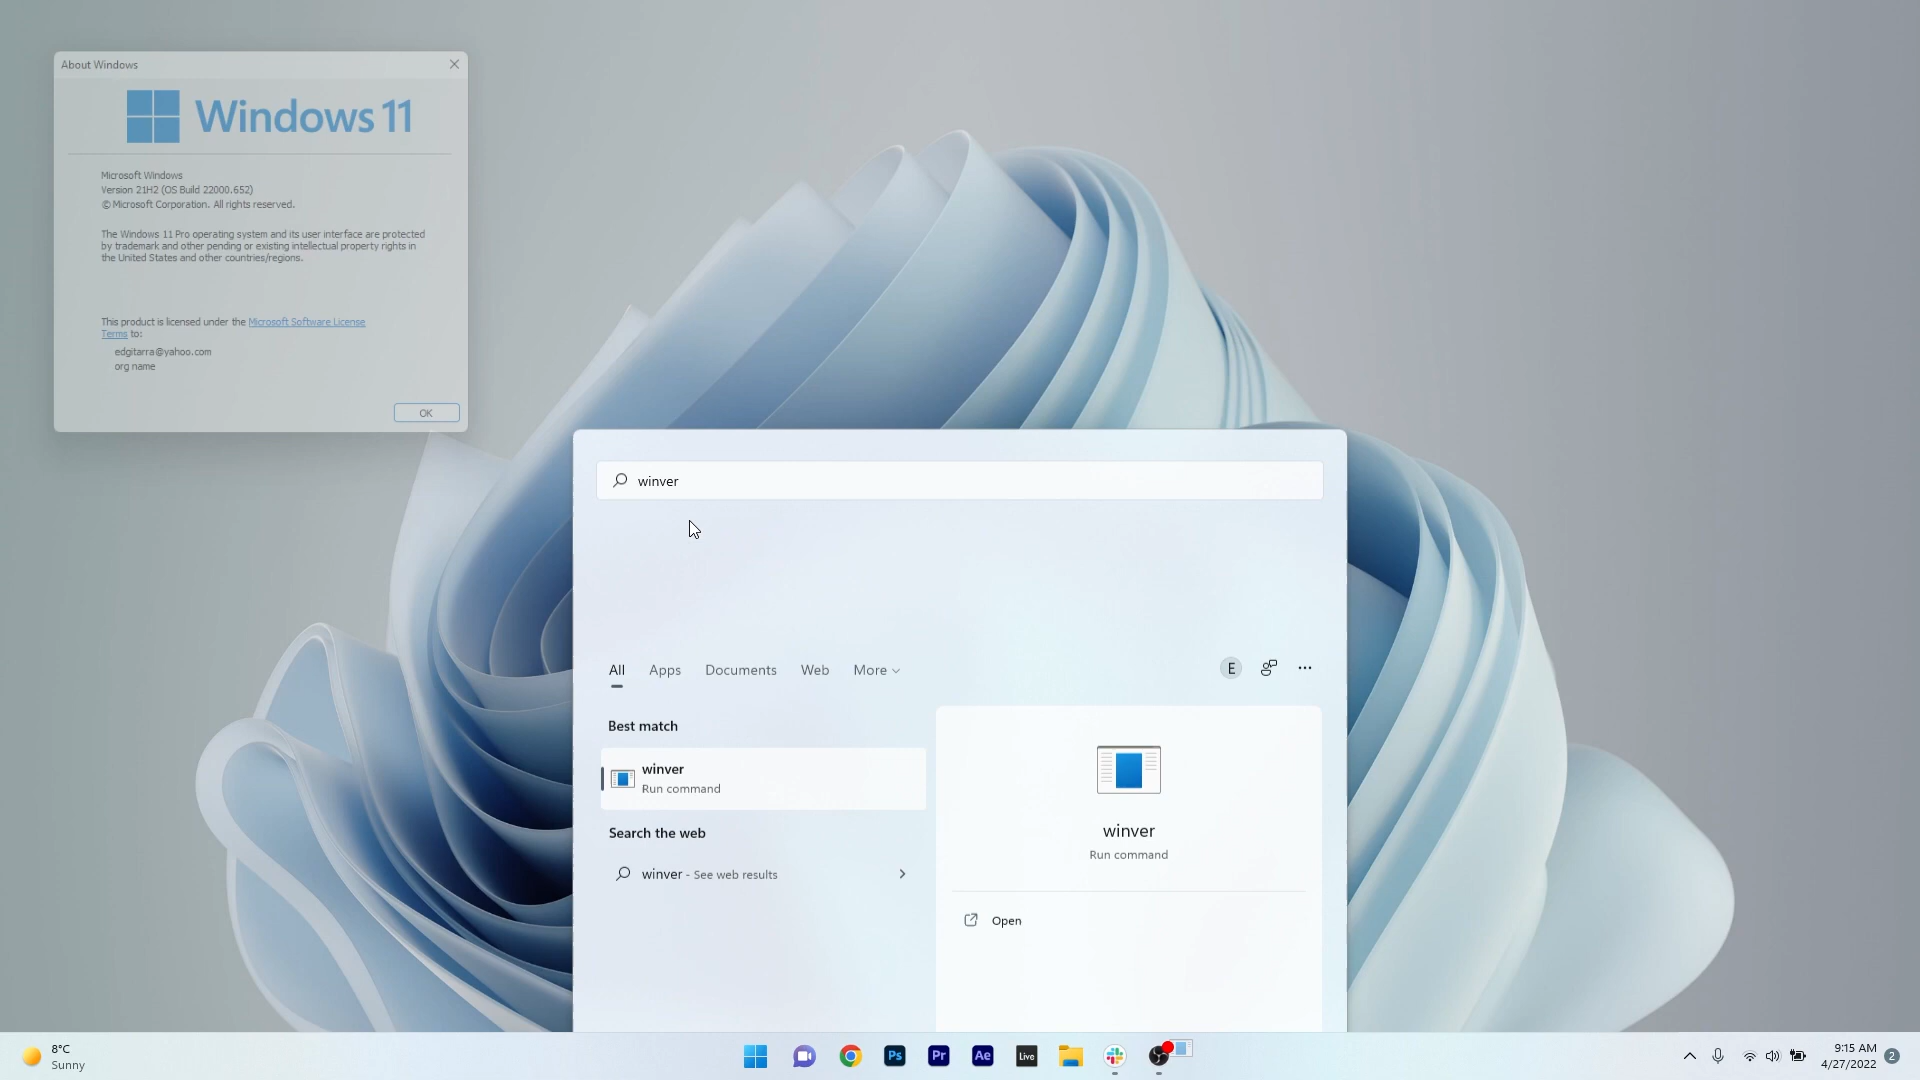 About Windows
Windows 11
Microsoft Windows
Version 21H2 (OS Build 22000.652)
© Microsoft Corporation. All rights reserved.
The Windows 11 Pro operating system and its user interface are protected
by trademark and other pending or existing intellectual property rights in
the United States and other countries/regions.
This product is licensed under the Microsoft Software License
Terms to:
edgitarra@yahoo.com
org name
OK
winver
All Apps Documents Web More
E
Best match
winver
Run command
Search the web
winver - See web results
winver
Run command
Open
8°C
Sunny
Ps
Pr
Ae
Live
9:15 AM
4/27/2022
2